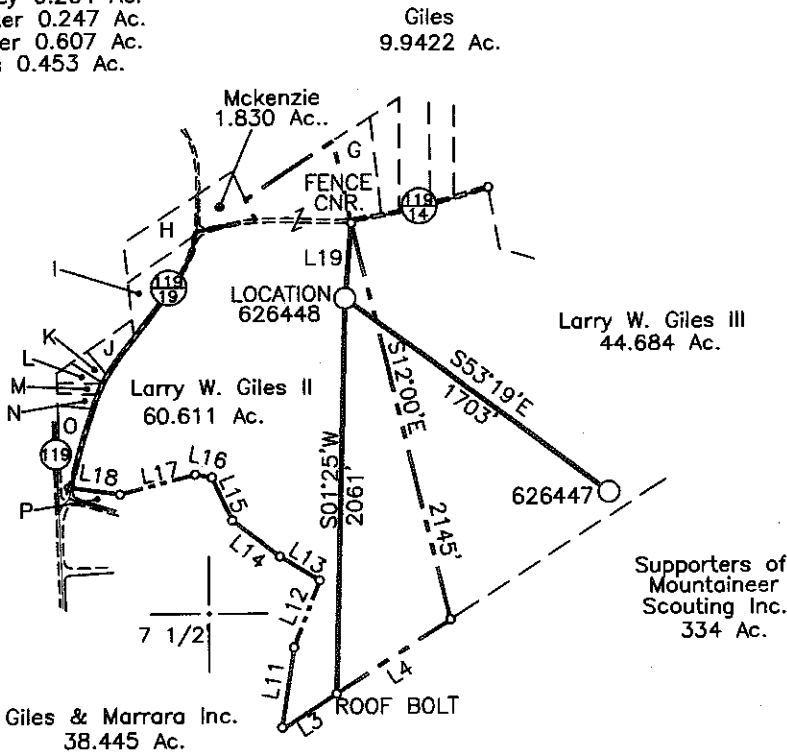 er 0.247 Ac.
er 0.607 Ac.
0.453 Ac.
Giles
9.9422 Ac.
Mckenzie
1.830 Ac..
G
FENCE
CNR.
119
14
H
L19
I
119
19
LOCATION
626448
Larry W. Giles III
44.684 Ac.
K
J
L
M
N
O
Larry W. Giles II
60.611 Ac.
S12°00'E
2145'
S53°19'E
1703'
S01°25'W
2061'
119
L18
L17
L16
P
L15
626447
L14
L13
L12
7 1/2
Supporters of
Mountaineer
Scouting Inc.
334 Ac.
L11
L4
L3
ROOF BOLT
Giles & Marrara Inc.
38.445 Ac.